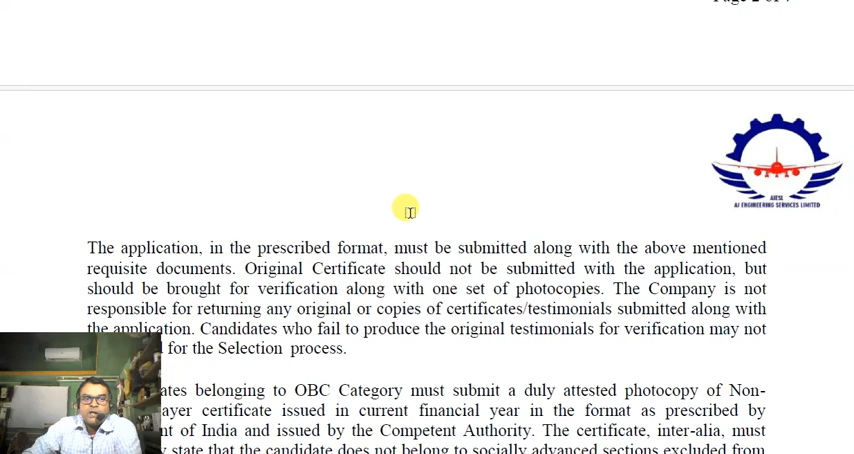 AIESL
AI ENGINEERING SERVICES LIMITED
The application, in the prescribed format, must be submitted along with the above mentioned
requisite documents. Original Certificate should not be submitted with the application, but
should be brought for verification along with one set of photocopies. The Company is not
responsible for returning any original or copies of certificates/testimonials submitted along with
the application. Candidates who fail to produce the original testimonials for verification may not
for the Selection process.
ates belonging to OBC Category must submit a duly attested photocopy of Non-
ayer certificate issued in current financial year in the format as prescribed by
nt of India and issued by the Competent Authority. The certificate, inter-alia, must
state that the candidate does not belong to socially advanced sections excluded from